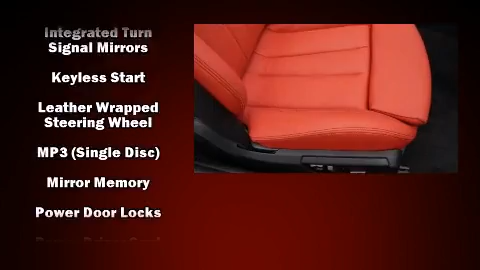 Integrated Turn
Signal Mirrors
Keyless Start
Leather Wrapped
Steering Wheel
MP3 (Single Disc)
Mirror Memory
Power Door Locks